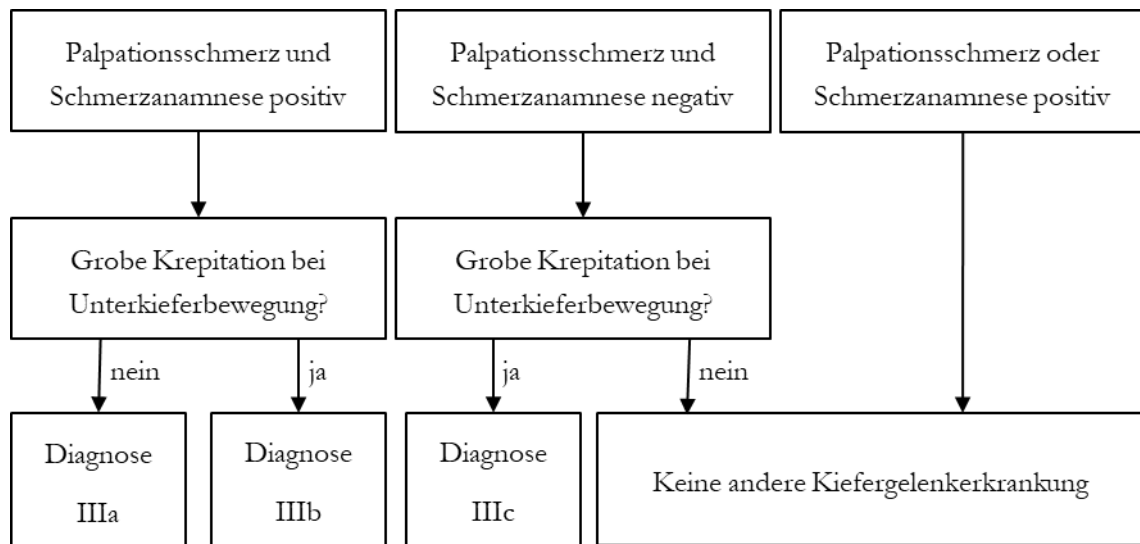 Palpationsschmerz und
Schmerzanamnese positiv
Palpationsschmerz und
Schmerzanamnese negativ
Palpationsschmerz oder
Schmerzanamnese positiv
Grobe Krepitation bei
Unterkieferbewegung?
Grobe Krepitation bei
Unterkieferbewegung?
nein
ja
ja
nein
Diagnose
IIIa
Diagnose
IIIb
Diagnose
IIIc
Keine andere Kiefergelenkerkrankung